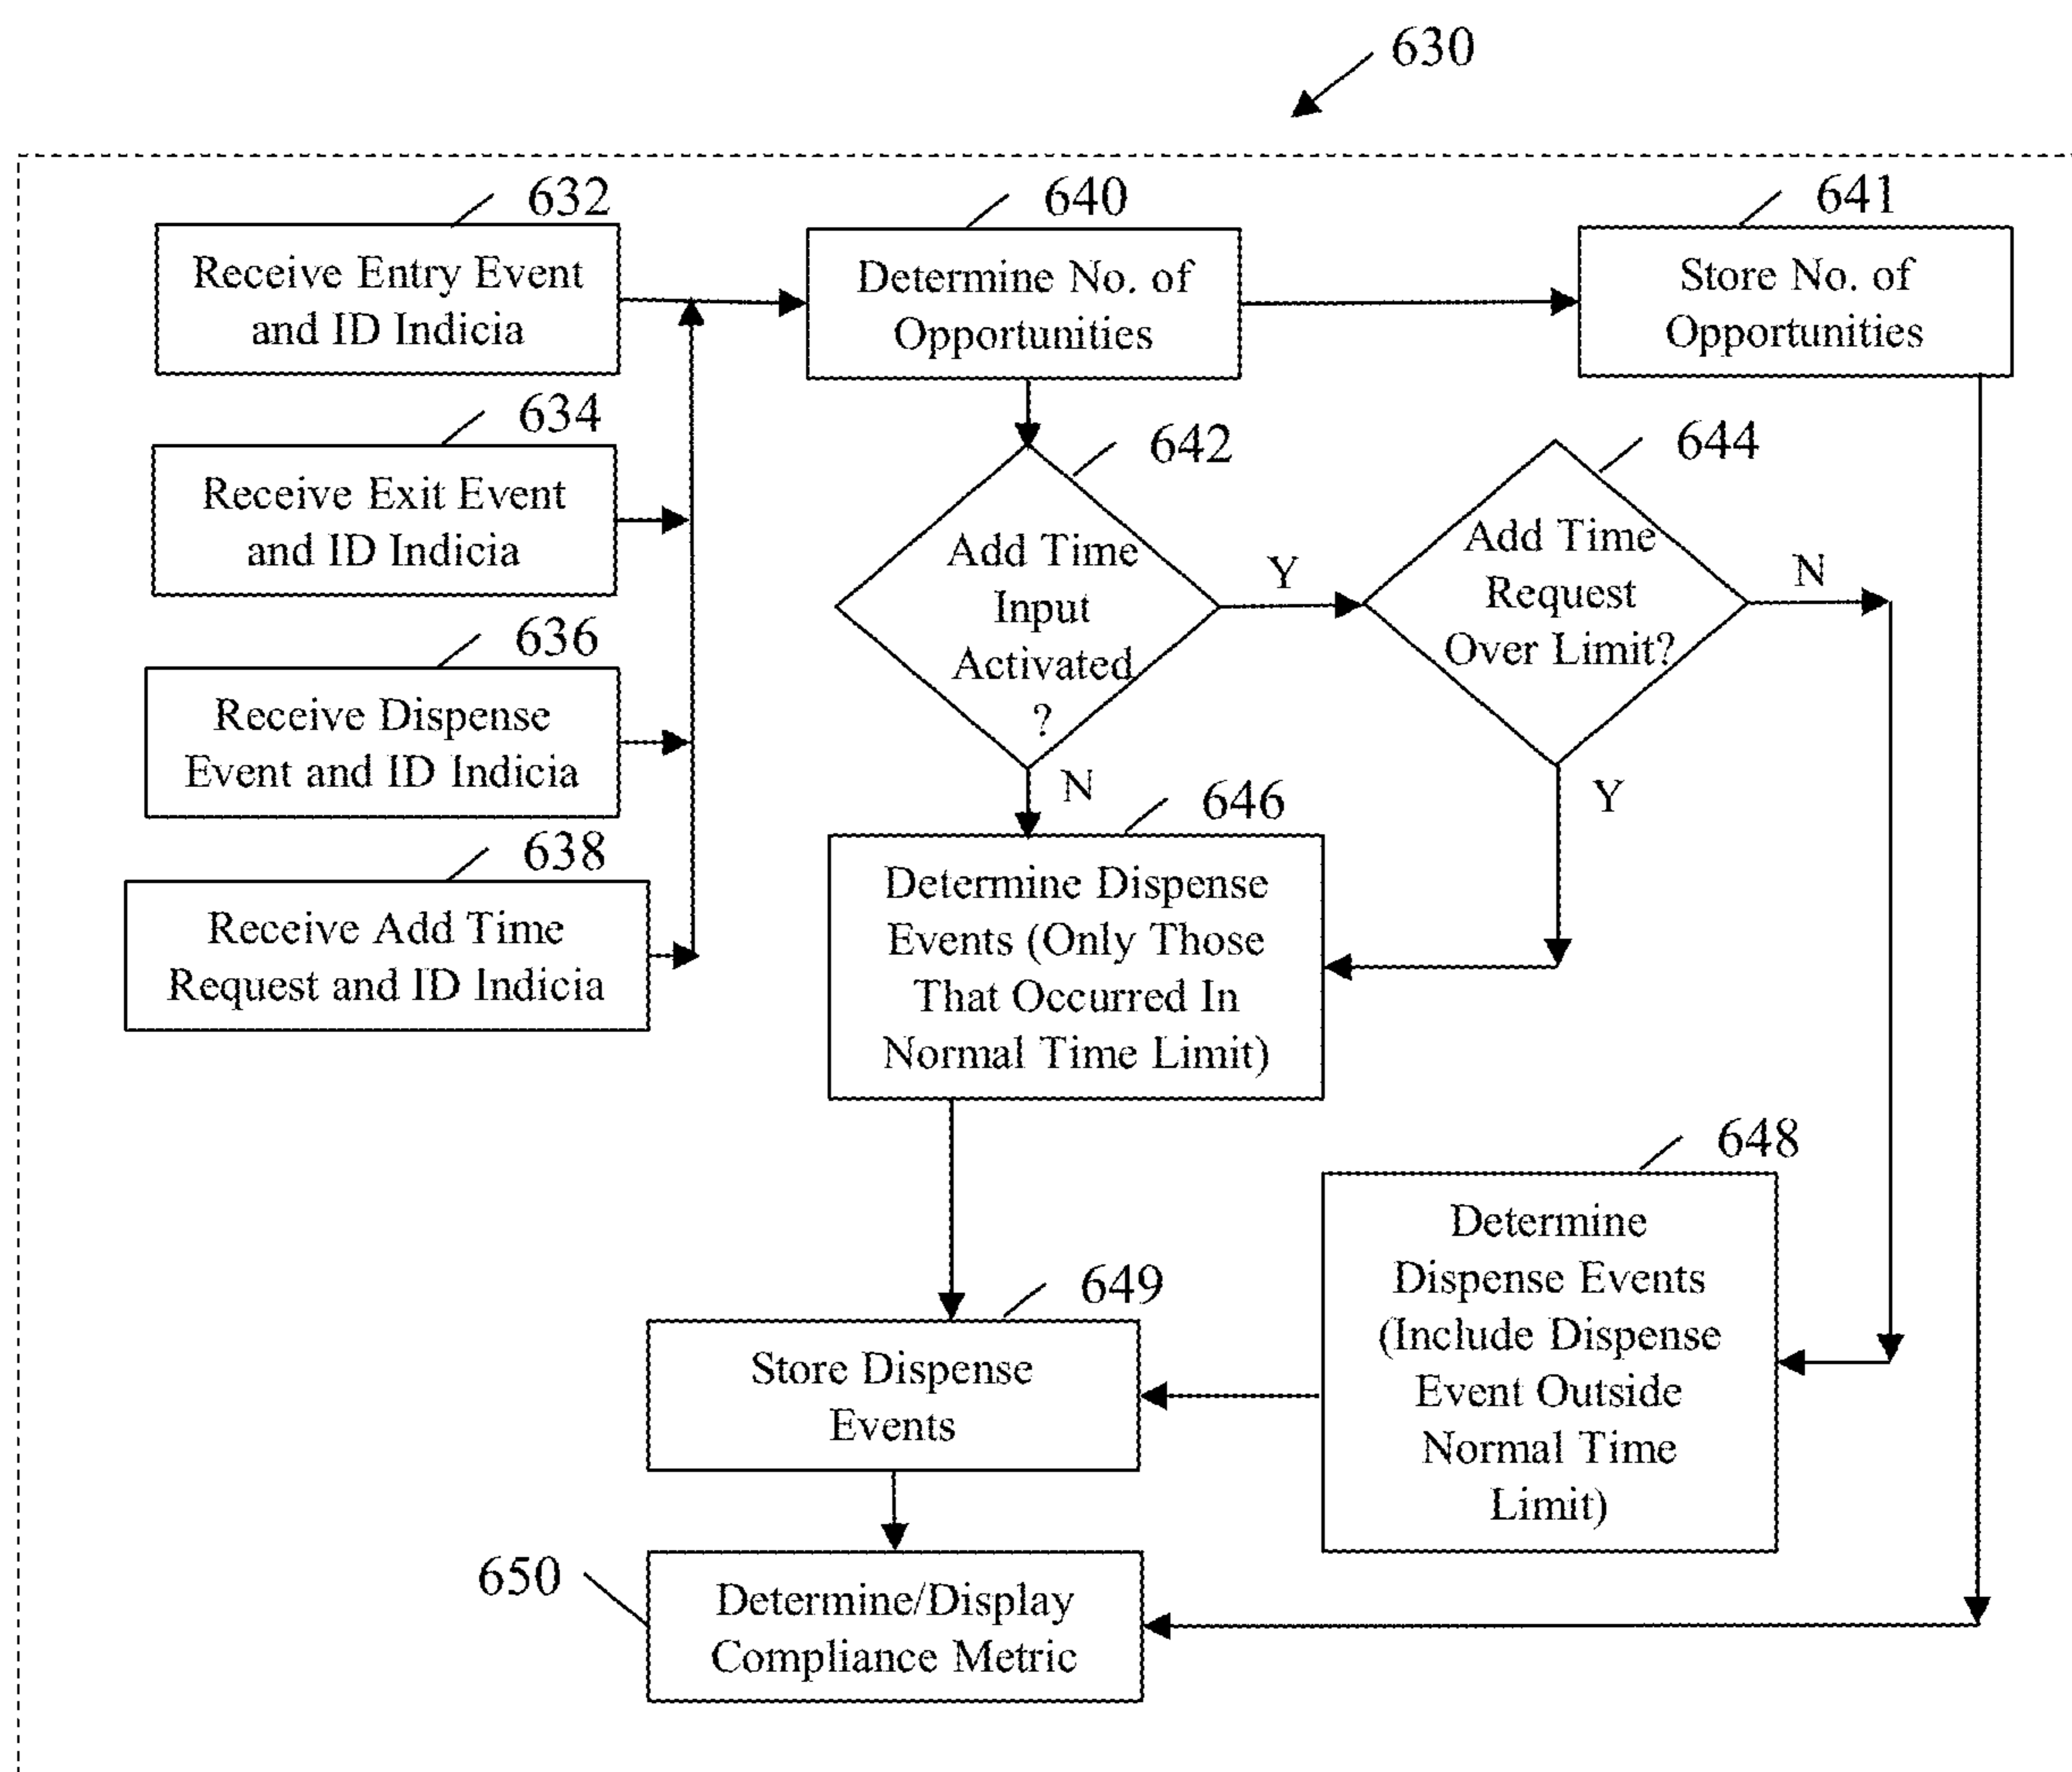 630
632
Receive Entry Event
and ID Indicia
640
Determine No. of
Opportunities
641
Store No. of
Opportunities
634
Receive Exit Event
and ID Indicia
642
Add Time
Input
Activated
?
Y
644
Add Time
Request
Over Limit?
N
636
Receive Dispense
Event and ID Indicia
N
Y
638
Receive Add Time
Request and ID Indicia
646
Determine Dispense
Events (Only Those
That Occurred In
Normal Time Limit)
648
Determine
Dispense Events
(Include Dispense
Event Outside
Normal Time
Limit)
649
Store Dispense
Events
650
Determine/Display
Compliance Metric